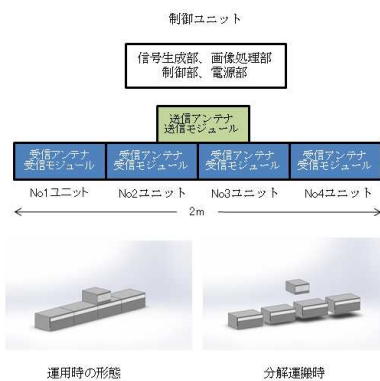 制御ユニット
信号生成部、画像処理部
制御部、電源部
送信アンテナ
送信モジュール
受信アンテナ 受信アンテナ 受信アンテナ 受信アンテナ
受信モジュール 受信モジュール 受信モジュール 受信モジュール
No1ユニット No2ユニット No3ユニット No4ユニット
2m
運用時の形態 分解運搬時